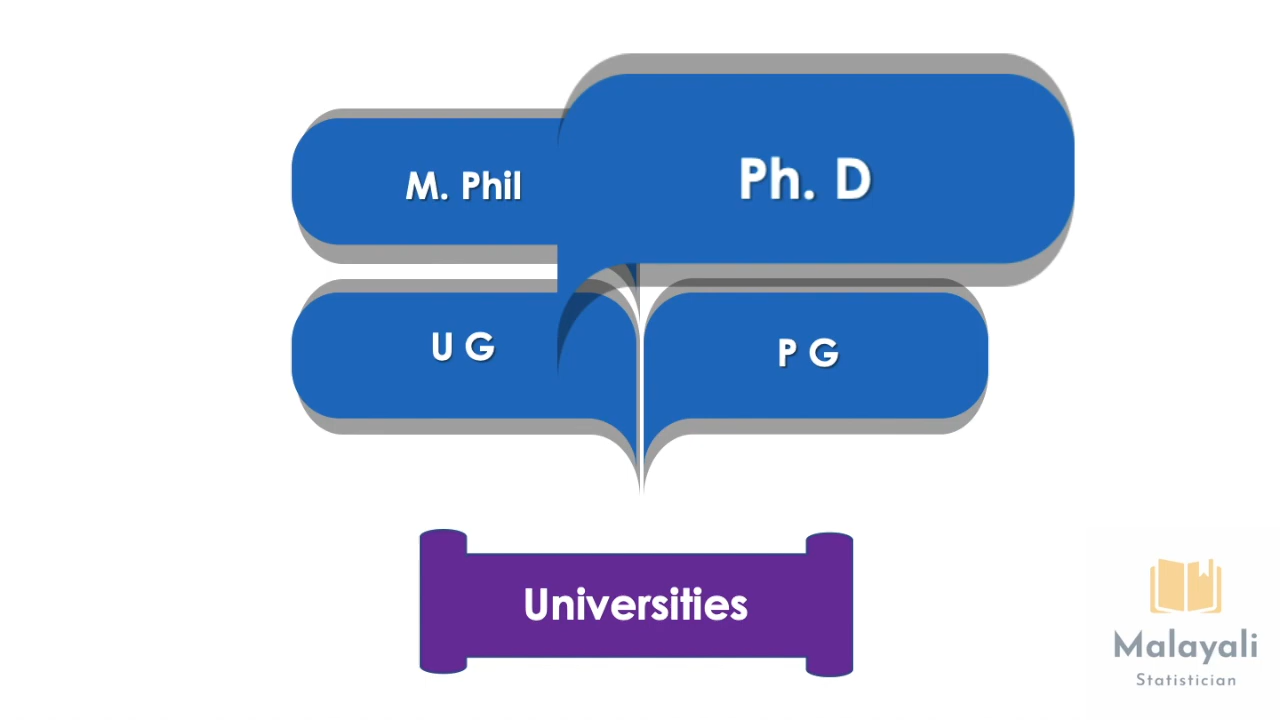 M. Phil
Ph. D
U G
P G
Universities
Malayali
Statistician